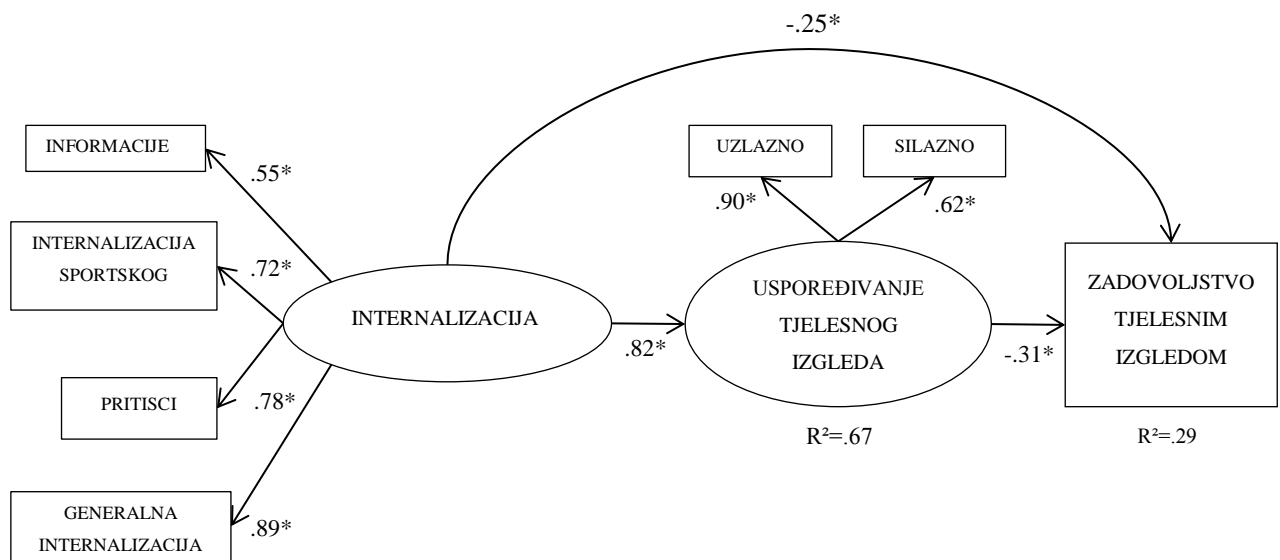 -.25*
INFORMACIJE
.55*
INTERNALIZACIJA
SPORTSKOG
.72*
PRITISCI
.78*
GENERALNA
INTERNALIZACIJA
.89*
INTERNALIZACIJA
.82*
UZLAZNO
.90*
SILAZNO
.62*
USPOREĐIVANJE
TJELESNOG
IZGLEDA
R²=.67
-.31*
ZADOVOLJSTVO
TJELESNIM
IZGLEDOM
R²=.29